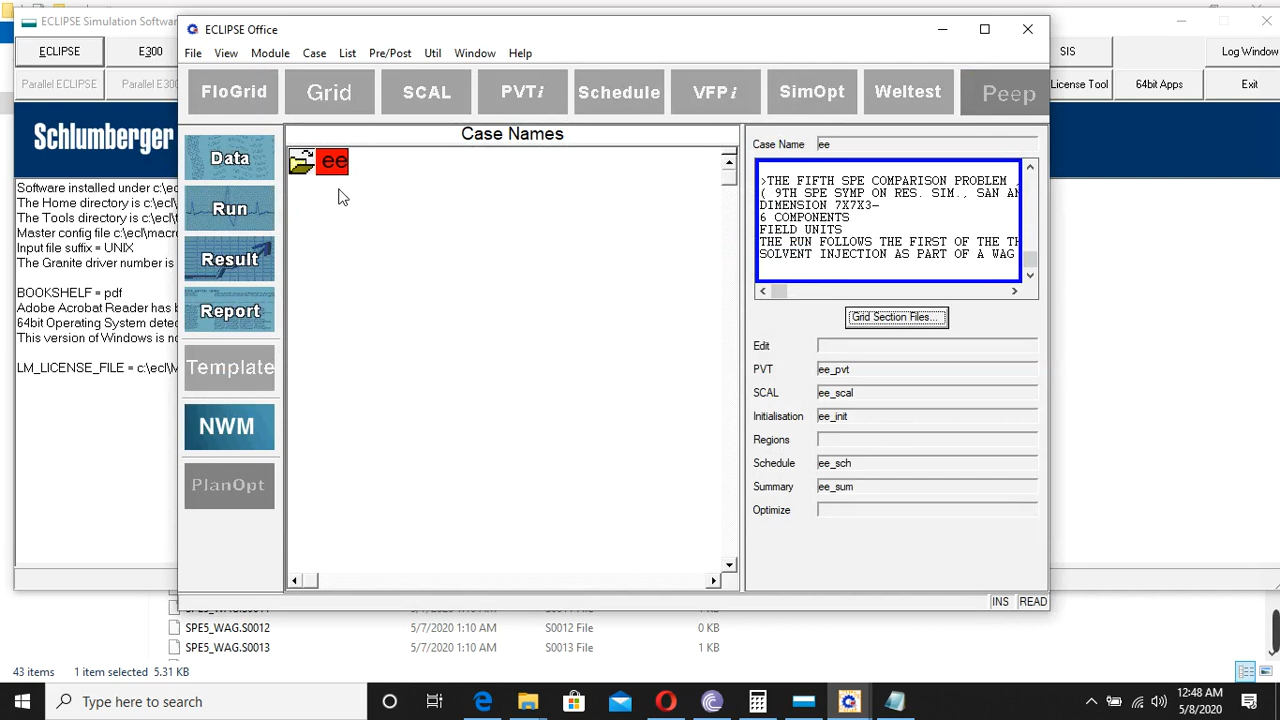 ECLIPSE Simulation Softwar
ECLIPSE
E300
Parallel ECLIPSE
Parallel E30
Schlumberger
Software installed under c:\ec
The Home directory is c:\ecl
The Tools directory is c:\ecl
Master config file c:\ecl\macr
Input file suffix = UNIX
The Granite driver number is
BOOKSHELF = pdf
Adobe Acrobat Reader has b
64bit Operating System detec
This version of Windows is no
LM_LICENSE_FILE = c:\ecl\M
ECLIPSE Office
File View Module Case List Pre/Post Util Window Help
FloGrid Grid SCAL PVTi Schedule VFPi SimOpt Weltest Peep
Data
Run
Result
Report
Template
NWM
PlanOpt
Case Names
ee
Case Name ee
>THE FIFTH SPE COMPARISON PROBLEM
( 9TH SPE SYMP ON RES. SIM., SAN AN
DIMENSION 7X7X3-
6 COMPONENTS
FIELD UNITS
THE RUN FOLLOWS THE FIRST OF THE TH
SOLVENT INJECTION AS PART OF A WAG
Grid Section Files...
Edit
PVT ee_pvt
SCAL ee_scal
Initialisation ee_init
Regions
Schedule ee_sch
Summary ee_sum
Optimize
INS READ
SIS
Log Window
License Tool
64bit Apps
Exit
SPE5_WAG.S0012 5/7/2020 1:10 AM S0012 File 0 KB
SPE5_WAG.S0013 5/7/2020 1:10 AM S0013 File 1 KB
43 items 1 item selected 5.31 KB
Type here to search
12:48 AM
5/8/2020